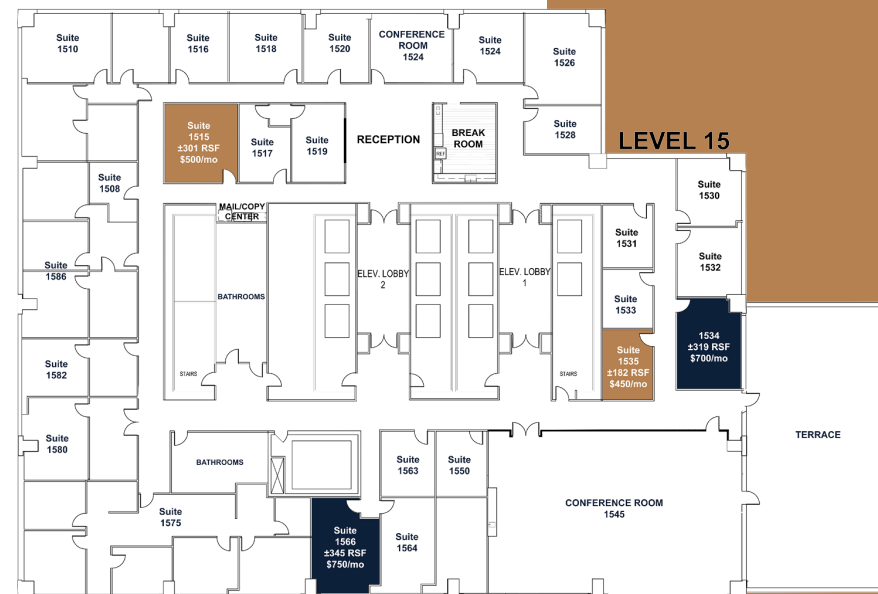 Suite
1510
Suite
1516
Suite
1518
Suite
1520
CONFERENCE
ROOM
1524
Suite
1524
Suite
1526
Suite
1515
±301 RSF
$500/mo
Suite
1517
Suite
1519
RECEPTION
BREAK
ROOM
REF
Suite
1528
LEVEL 15
Suite
1508
Suite
1530
MAIL/COPY
CENTER
Suite
1531
Suite
1532
Suite
1586
BATHROOMS
ELEV. LOBBY
2
ELEV. LOBBY
1
Suite
1533
1534
±319 RSF
$700/mo
Suite
1582
STAIRS
STAIRS
Suite
1535
±182 RSF
$450/mo
Suite
1580
BATHROOMS
Suite
1563
Suite
1550
TERRACE
CONFERENCE ROOM
1545
Suite
1575
Suite
1566
±345 RSF
$750/mo
Suite
1564